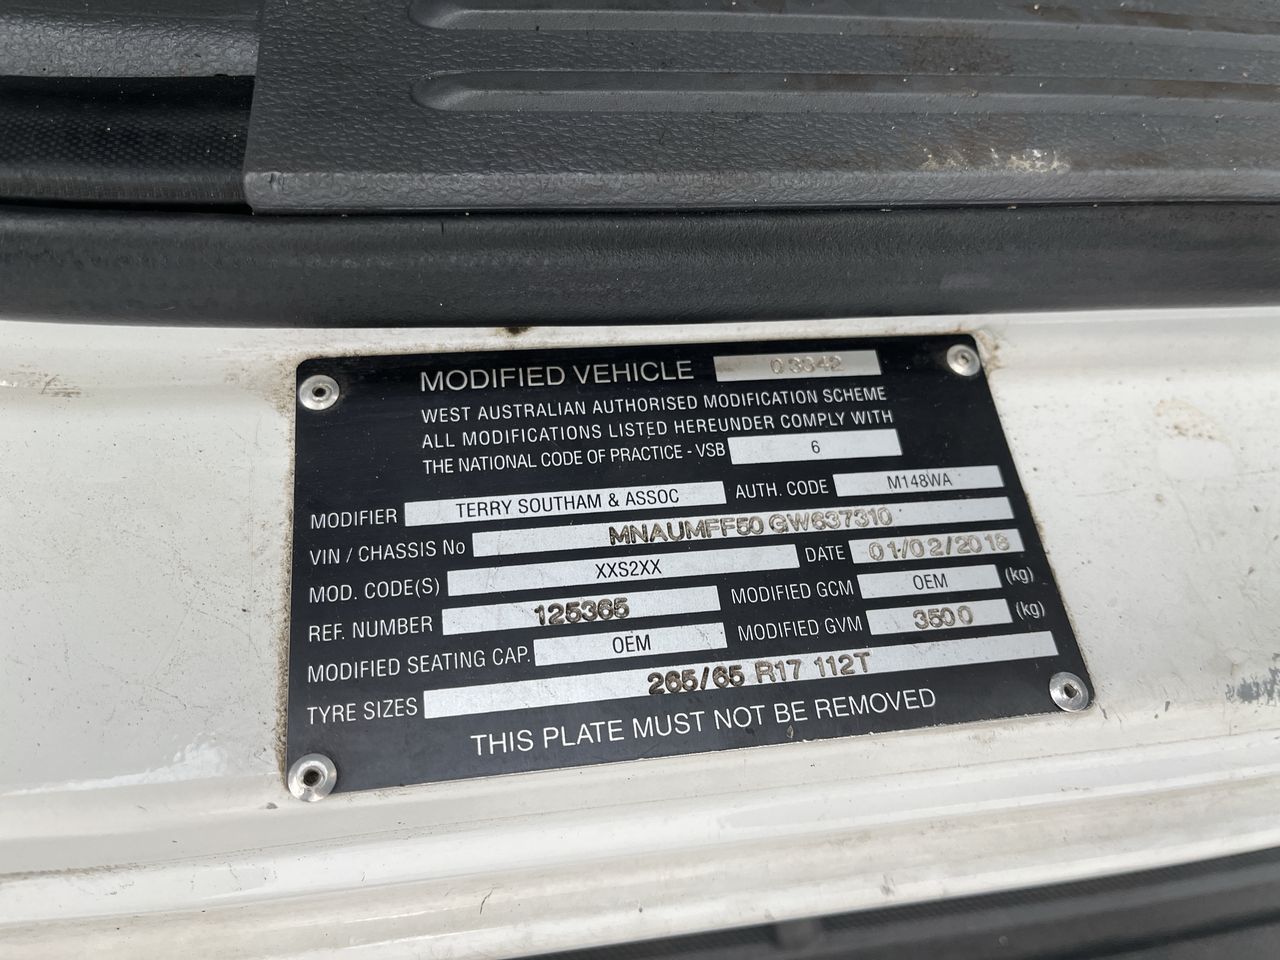 MODIFIED VEHICLE 03642
WEST AUSTRALIAN AUTHORISED MODIFICATION SCHEME
ALL MODIFICATIONS LISTED HEREUNDER COMPLY WITH
THE NATIONAL CODE OF PRACTICE - VSB 6
MODIFIER TERRY SOUTHAM & ASSOC AUTH. CODE M148WA
VIN / CHASSIS No MNAUMFF50GW637310
MOD. CODE(S) XXS2XX DATE 01/02/2018
REF. NUMBER 125365 MODIFIED GCM OEM (kg)
MODIFIED SEATING CAP. OEM MODIFIED GVM 3500 (kg)
TYRE SIZES 265/65 R17 112T
THIS PLATE MUST NOT BE REMOVED